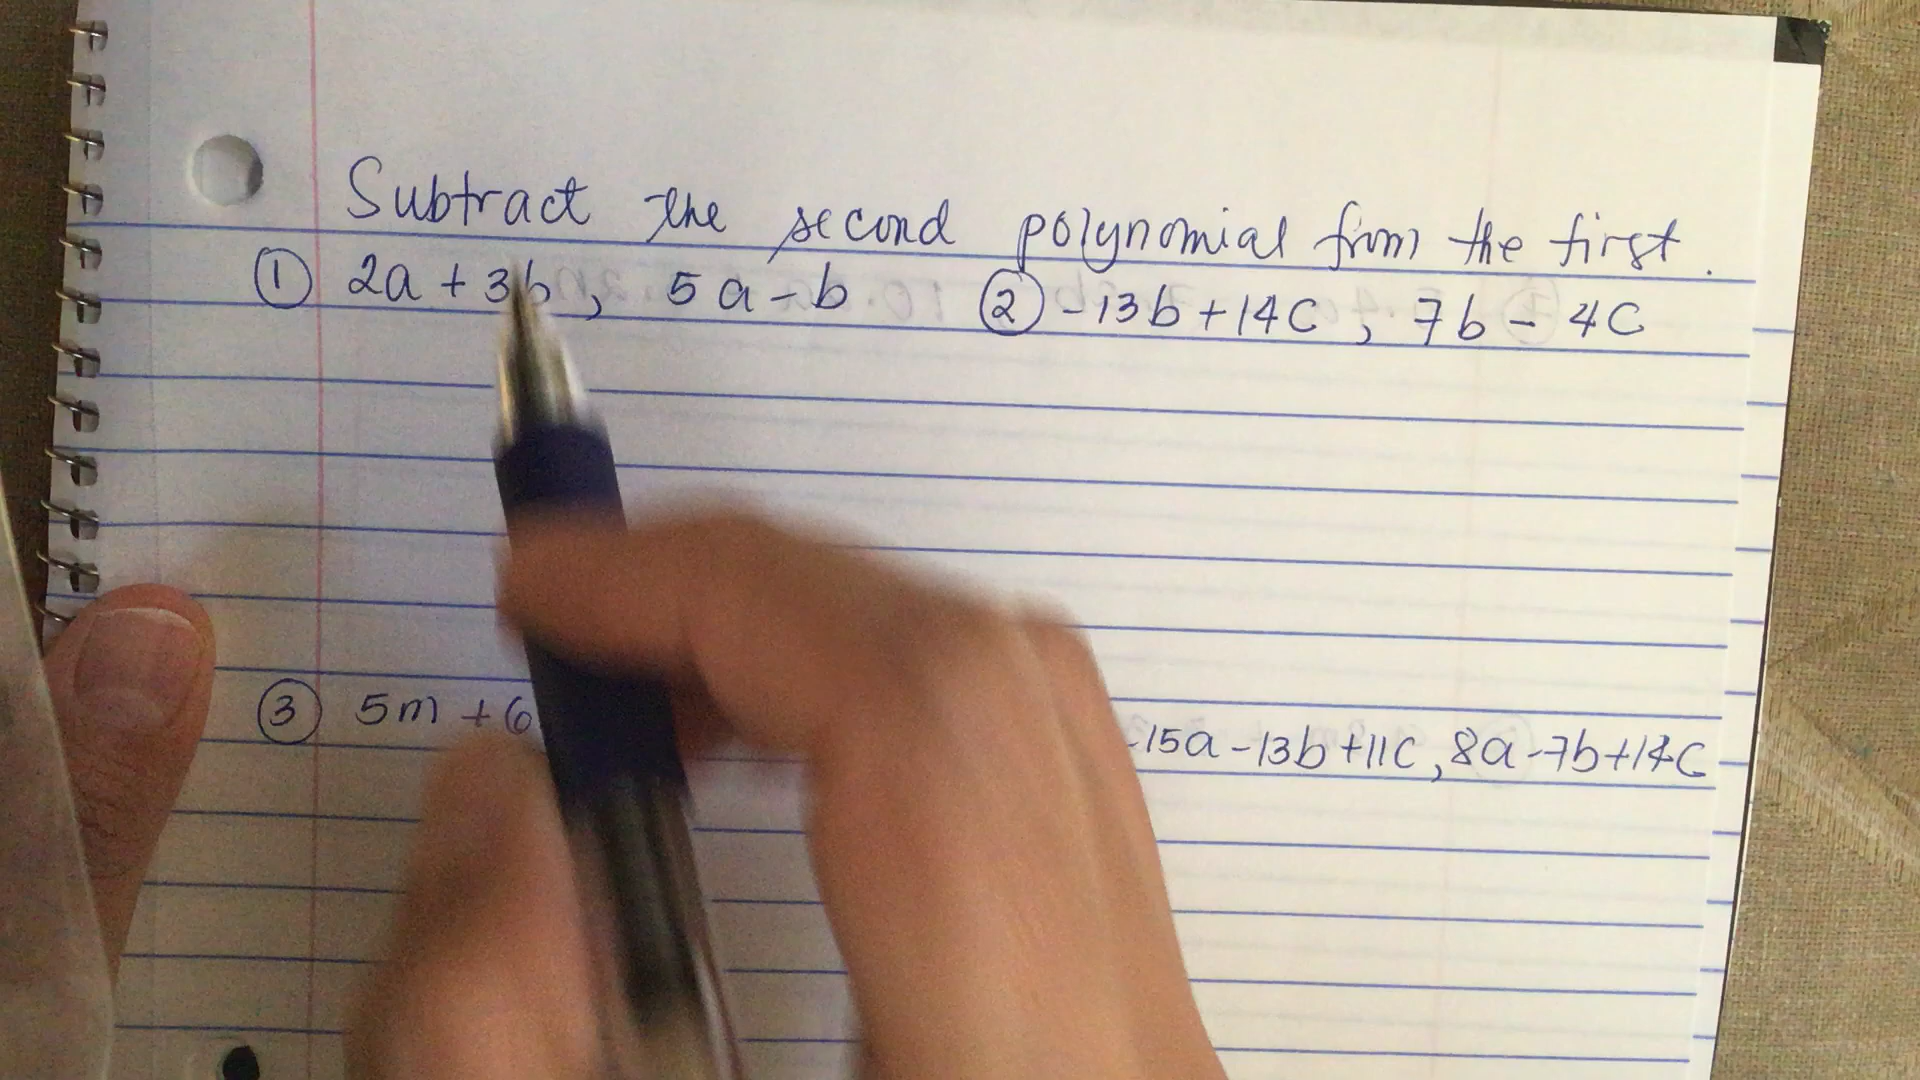 Subtract the second polynomial from the first.
① 2a + 3b, 5a - b ② -13b + 14c, 7b - 4c
③ 5m + 6 -15a - 13b + 11c, 8a - 7b + 14c